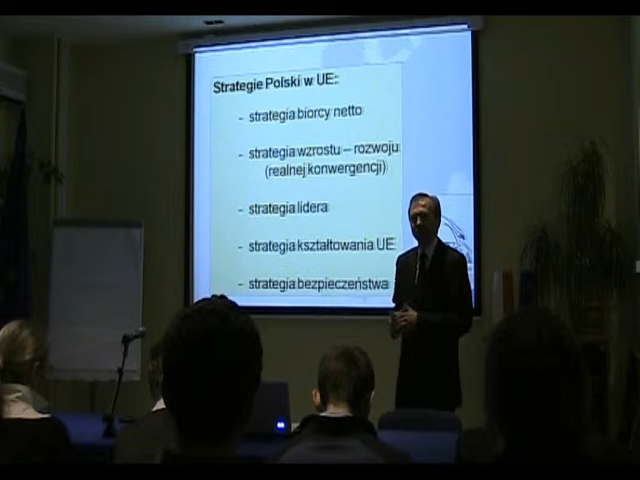 Strategie Polski w UE:
- strategia biorcy netto
- strategia wzrostu – rozwoju
(realnej konwergencji)
- strategia lidera
- strategia kształtowania UE
- strategia bezpieczeństwa